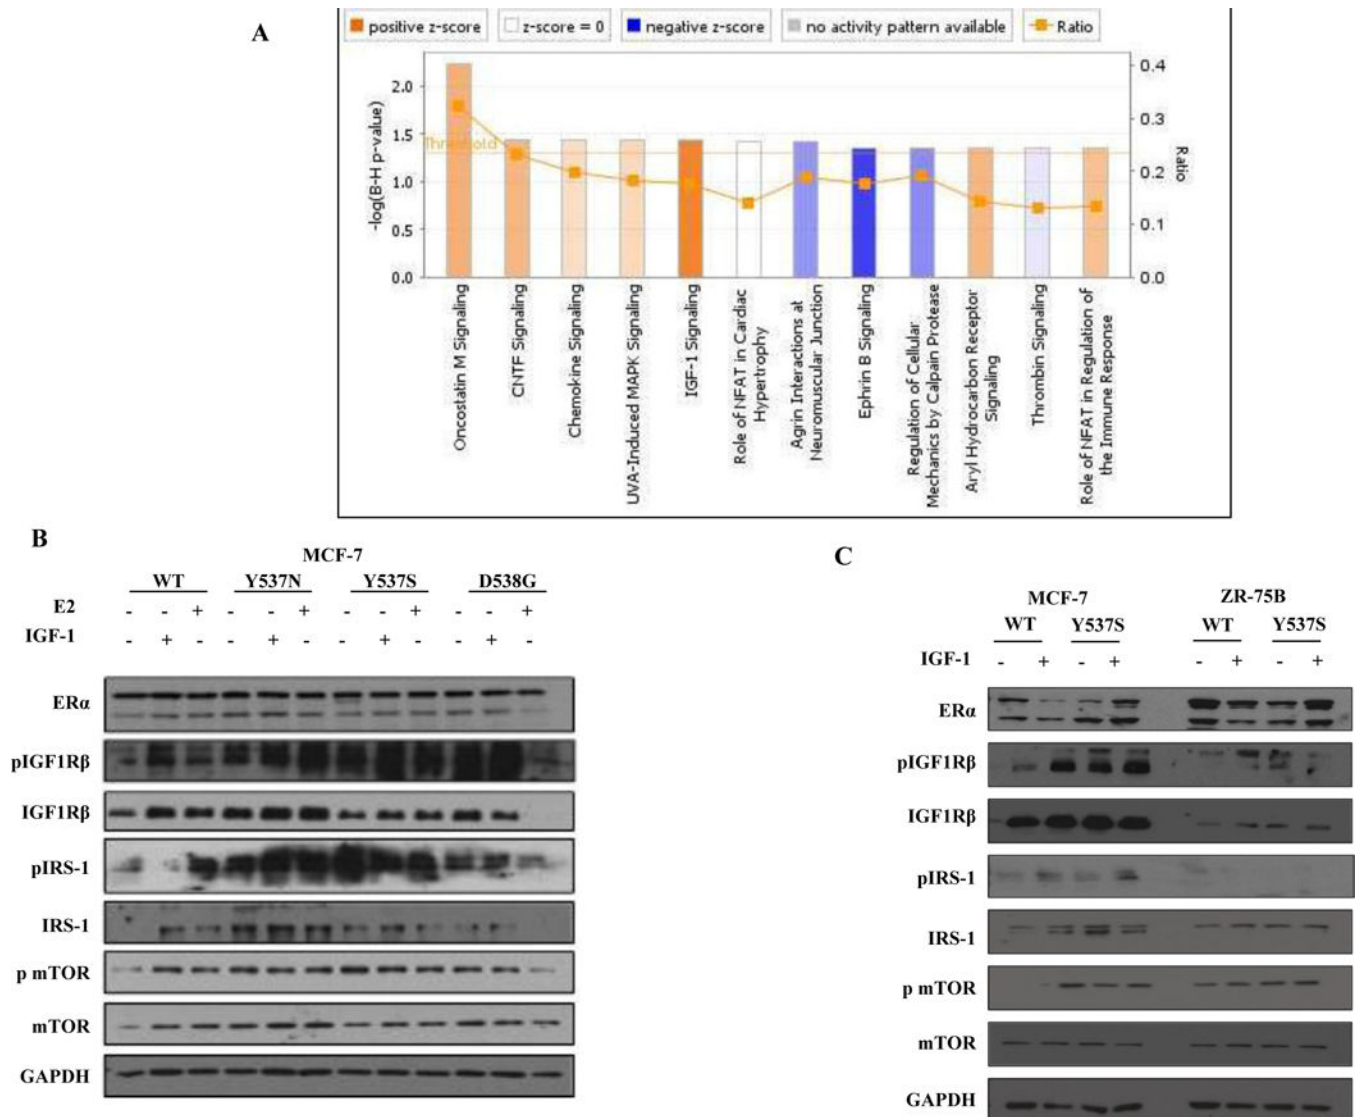 A
positive z-score z-score = 0 negative z-score no activity pattern available Ratio
-log(B-H p-value)
2.0
1.5
1.0
0.5
0.0
Threshold
0.4
0.3
0.2
0.1
0.0
Ratio
Oncostatin M Signaling
CNTF Signaling
Chemokine Signaling
UVA-Induced MAPK Signaling
IGF-1 Signaling
Role of NFAT in Cardiac
Hypertrophy
Agrin Interactions at
Neuromuscular Junction
Ephrin B Signaling
Regulation of Cellular
Mechanics by Calpain Protease
Aryl Hydrocarbon Receptor
Signaling
Thrombin Signaling
Role of NFAT in Regulation of
the Immune Response
B
MCF-7
WT Y537N Y537S D538G
E2 - - + - - + - - + - - +
IGF-1 - + - - + - - + - - + -
ERα
pIGF1Rβ
IGF1Rβ
pIRS-1
IRS-1
p mTOR
mTOR
GAPDH
C
MCF-7 ZR-75B
WT Y537S WT Y537S
IGF-1 - + - + - + - +
ERα
pIGF1Rβ
IGF1Rβ
pIRS-1
IRS-1
p mTOR
mTOR
GAPDH